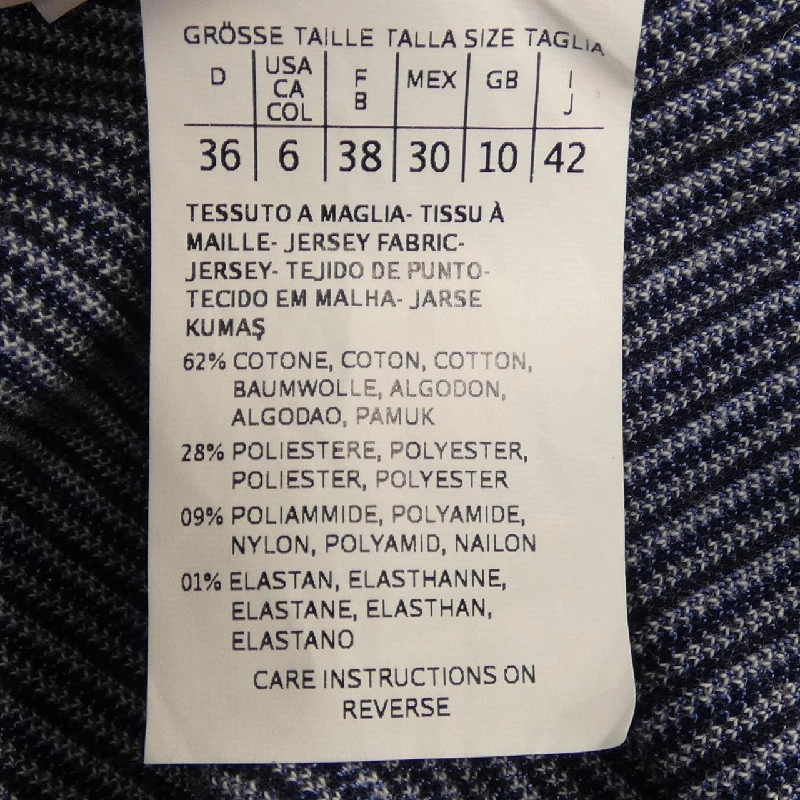 GRÖSSE TAILLE TALLA SIZE TAGLIA
D USA CA COL F B MEX GB I J
36 6 38 30 10 42
TESSUTO A MAGLIA- TISSU À
MAILLE- JERSEY FABRIC-
JERSEY- TEJIDO DE PUNTO-
TECIDO EM MALHA- JARSE
KUMAŞ
62% COTONE, COTON, COTTON,
BAUMWOLLE, ALGODON,
ALGODAO, PAMUK
28% POLIESTERE, POLYESTER,
POLIESTER, POLYESTER
09% POLIAMMIDE, POLYAMIDE,
NYLON, POLYAMID, NAILON
01% ELASTAN, ELASTHANNE,
ELASTANE, ELASTHAN,
ELASTANO
CARE INSTRUCTIONS ON
REVERSE